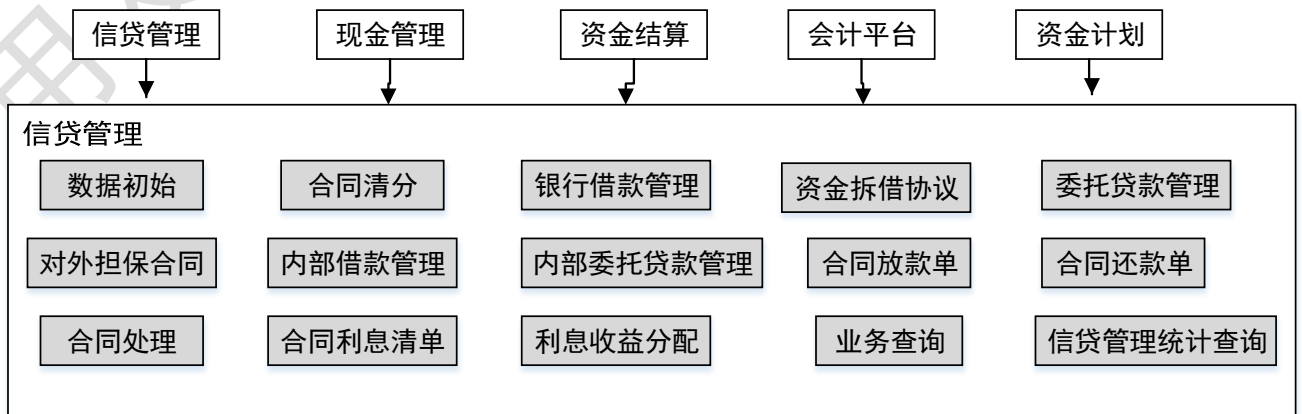 信贷管理 现金管理 资金结算 会计平台 资金计划
信贷管理
数据初始 合同清分 银行借款管理 资金拆借协议 委托贷款管理
对外担保合同 内部借款管理 内部委托贷款管理 合同放款单 合同还款单
合同处理 合同利息清单 利息收益分配 业务查询 信贷管理统计查询
用